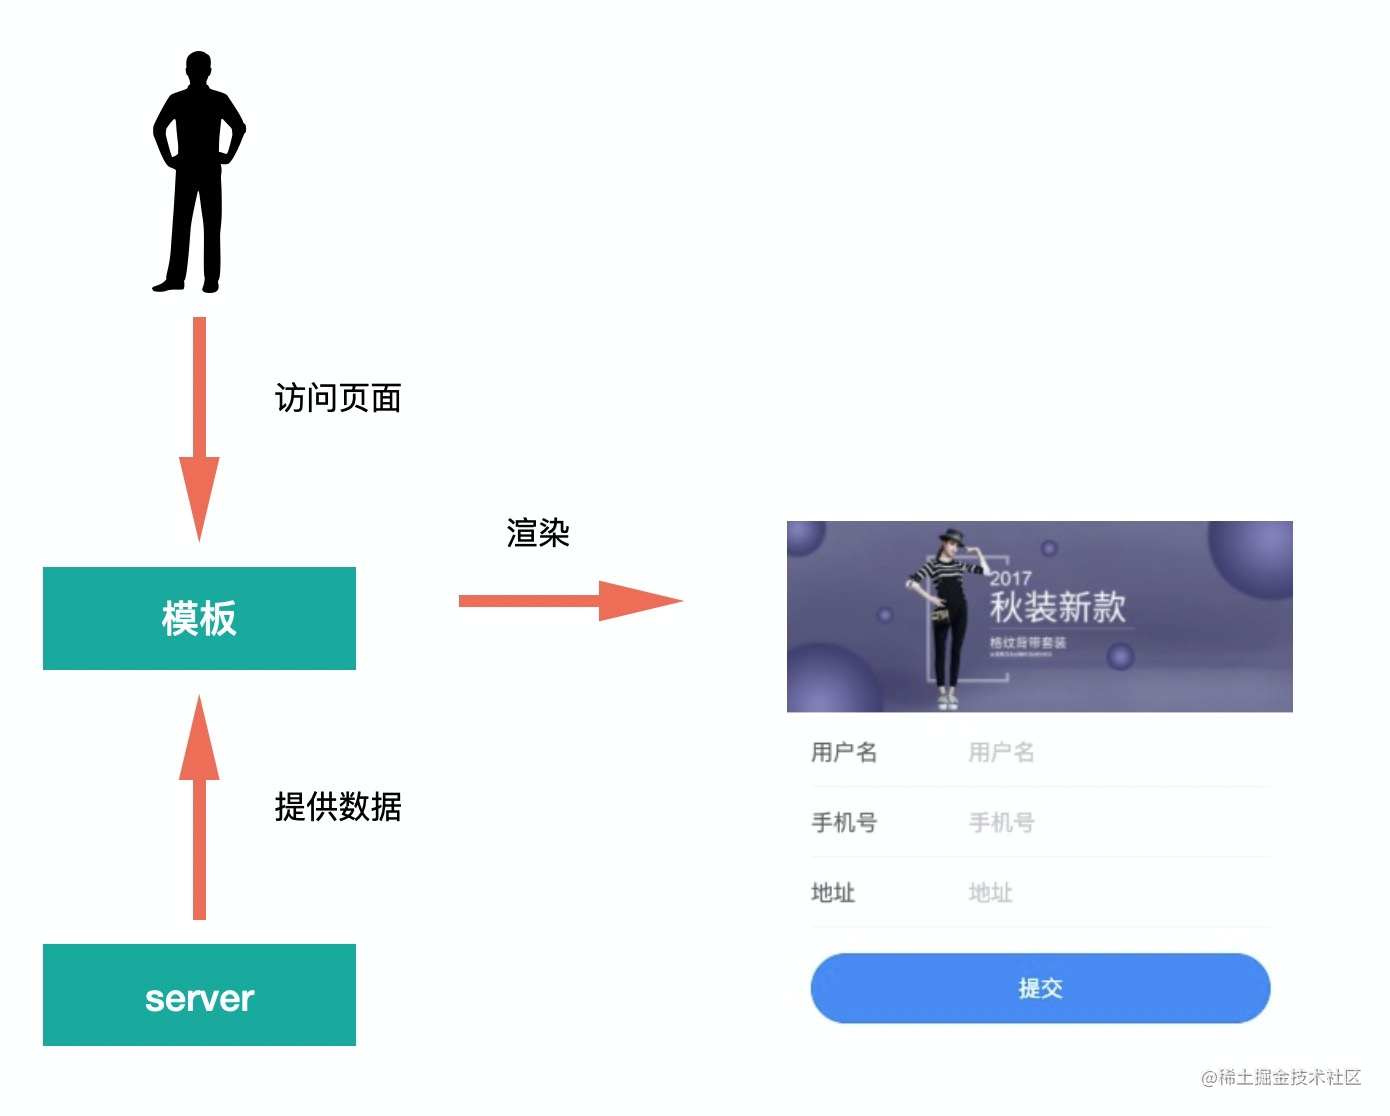 访问页面
渲染
模板
2017
秋装新款
格纹背带套装
用户名 用户名
提供数据
手机号 手机号
地址 地址
server
提交
@稀土掘金技术社区